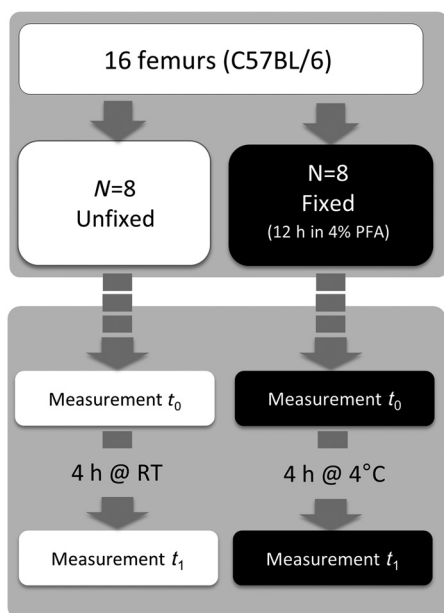 16 femurs (C57BL/6)
N=8
Unfixed
N=8
Fixed
(12 h in 4% PFA)
Measurement t0
Measurement t0
4 h @ RT
4 h @ 4°C
Measurement t1
Measurement t1